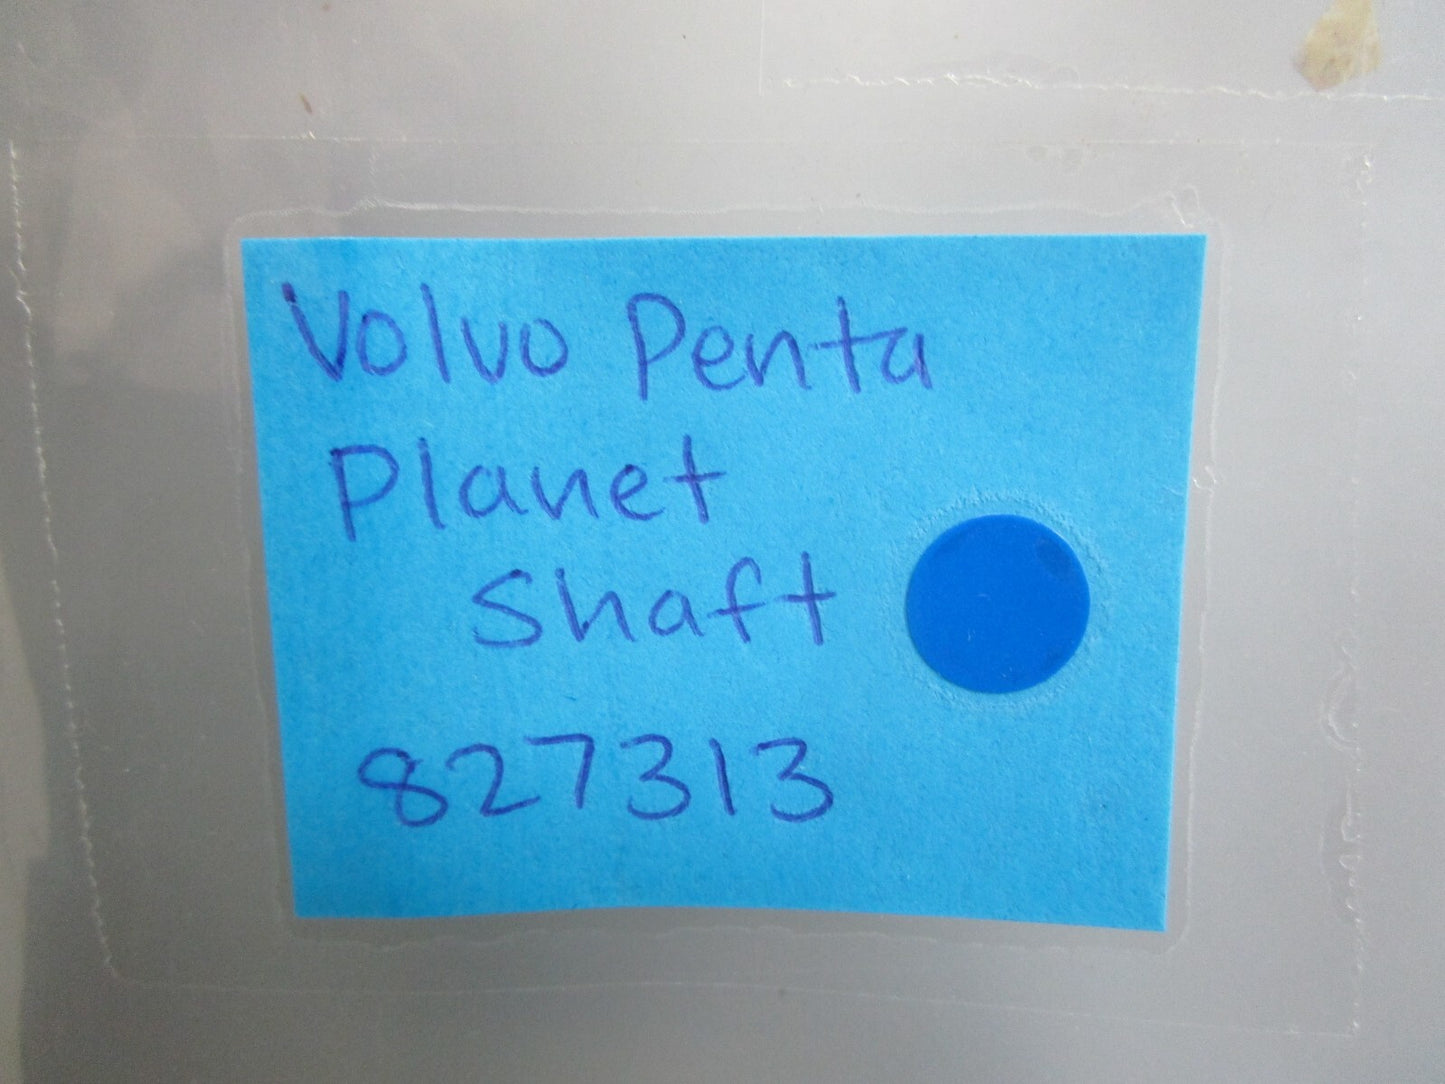 Volvo Penta
Planet
Shaft
827313